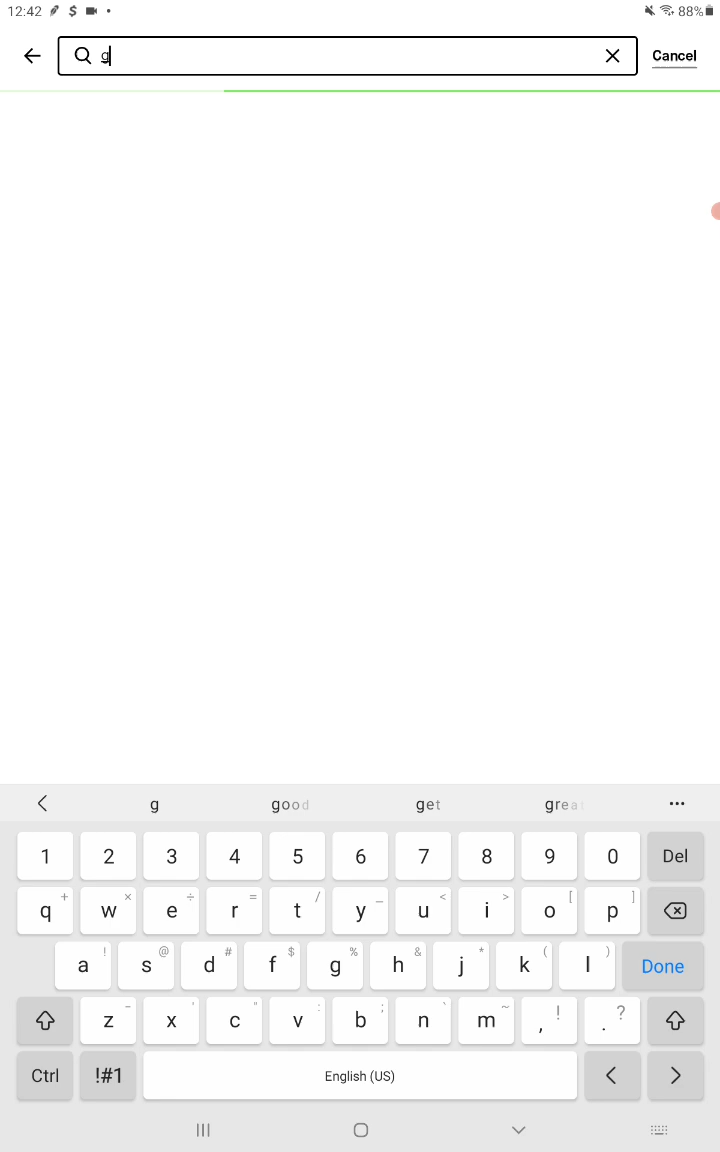 12:42 $ 88%
g Cancel
g good get great
1 2 3 4 5 6 7 8 9 0 Del
+ × ÷ = / _ < > [ ]
q w e r t y u i o p
! @ # $ % & * ( )
a s d f g h j k l Done
- ' " : ; ~ ! ?
z x c v b n m , .
Ctrl !#1 English (US) < >